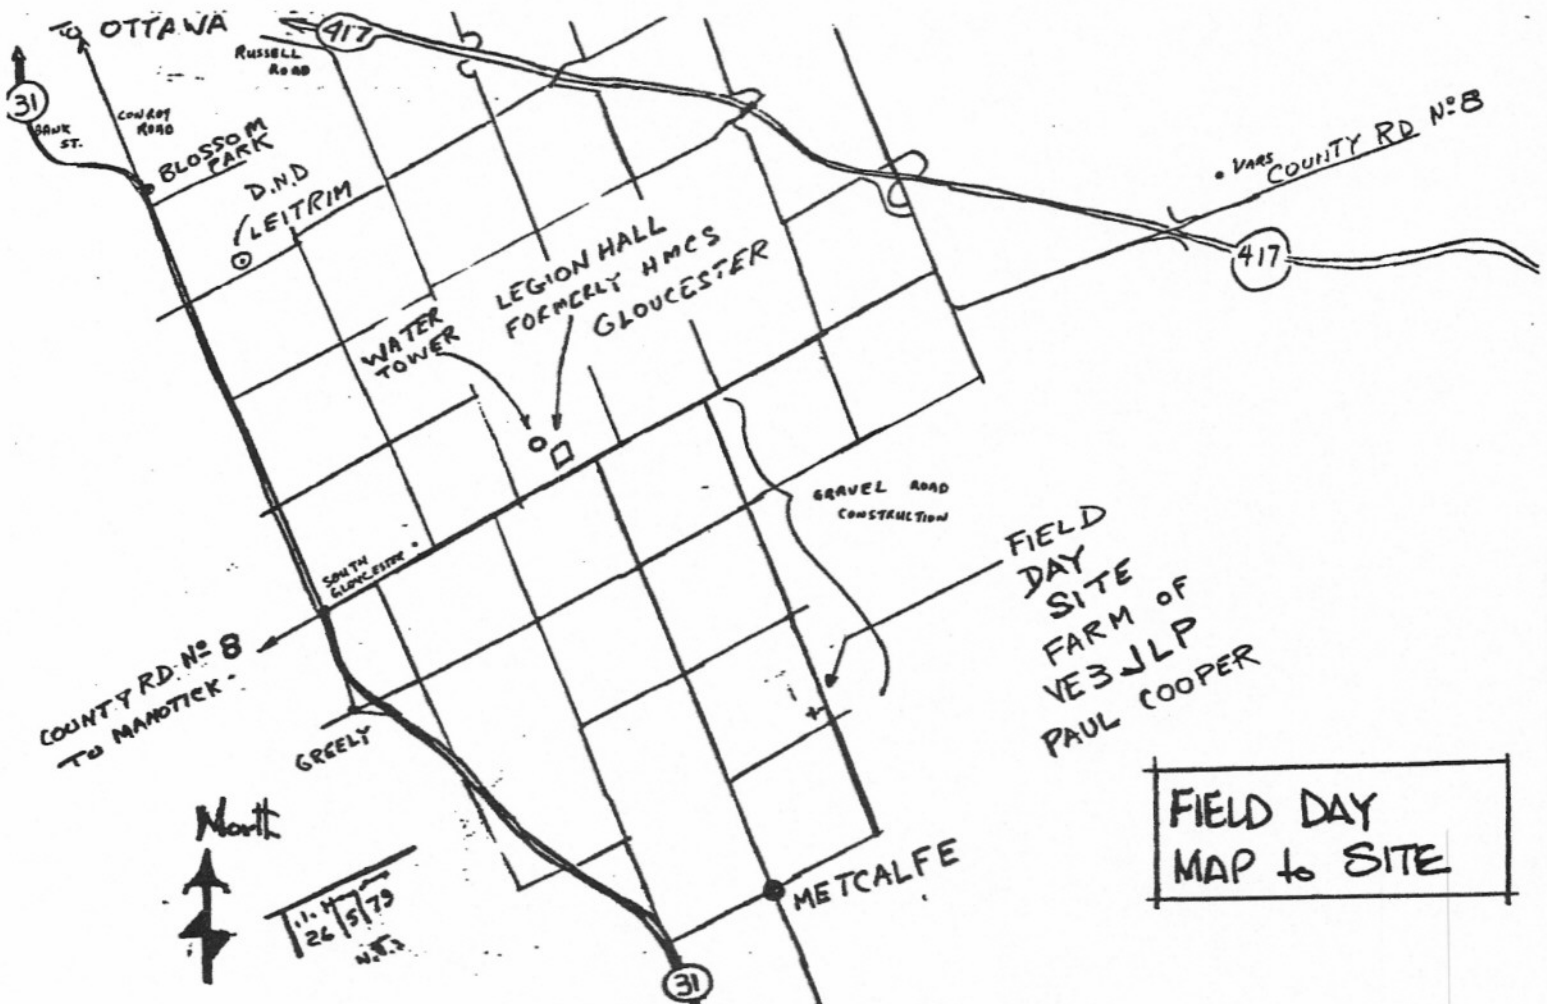 TO OTTAWA
417
RUSSELL
ROAD
31
BANK
ST.
CONROY
ROAD
BLOSSOM
PARK
D.N.D
LEITRIM
VARS
COUNTY RD Nº 8
417
LEGION HALL
FORMERLY HMCS
GLOUCESTER
WATER
TOWER
GRAVEL ROAD
CONSTRUCTION
SOUTH
GLOUCESTER
FIELD
DAY
SITE
FARM OF
VE3JLP
PAUL COOPER
COUNTY RD. Nº 8
TO MANOTICK.
GREELY
North
26 5 79
METCALFE
31
FIELD DAY
MAP to SITE